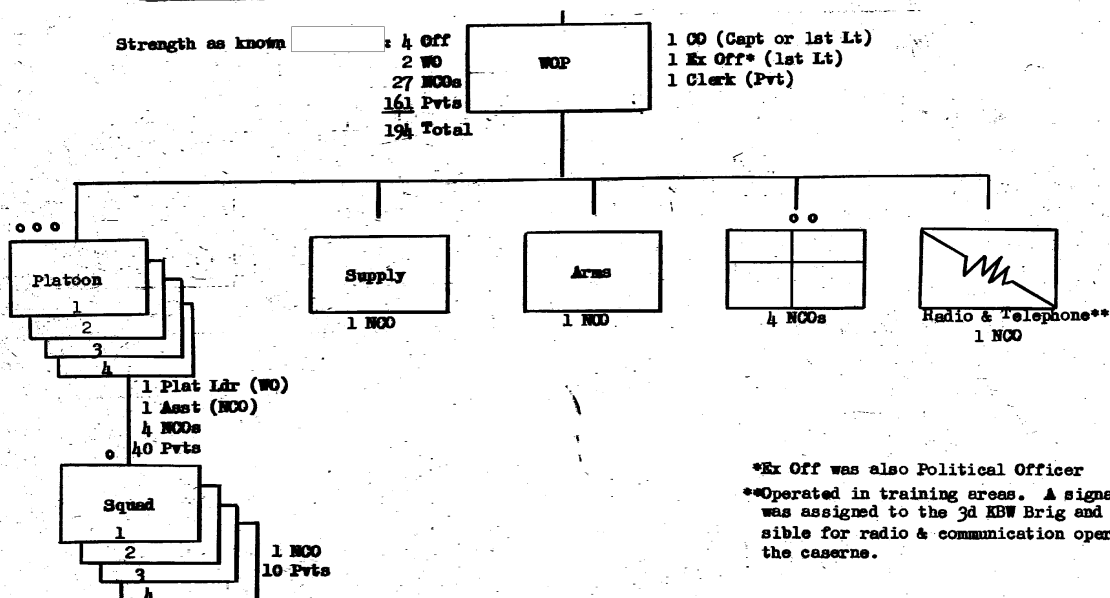 Strength as known : 4 Off
2 WO
27 NCOs
161 Pvts
194 Total
WOP
1 CO (Capt or 1st Lt)
1 Ex Off* (1st Lt)
1 Clerk (Pvt)
Platoon
1
2
3
4
Supply
1 NCO
Arms
1 NCO
4 NCOs
Radio & Telephone**
1 NCO
1 Plat Ldr (WO)
1 Asst (NCO)
4 NCOs
40 Pvts
Squad
1
2
3
4
1 NCO
10 Pvts
*Ex Off was also Political Officer
**Operated in training areas. A signa
was assigned to the 3d KBW Brig and
sible for radio & communication oper
the caserne.